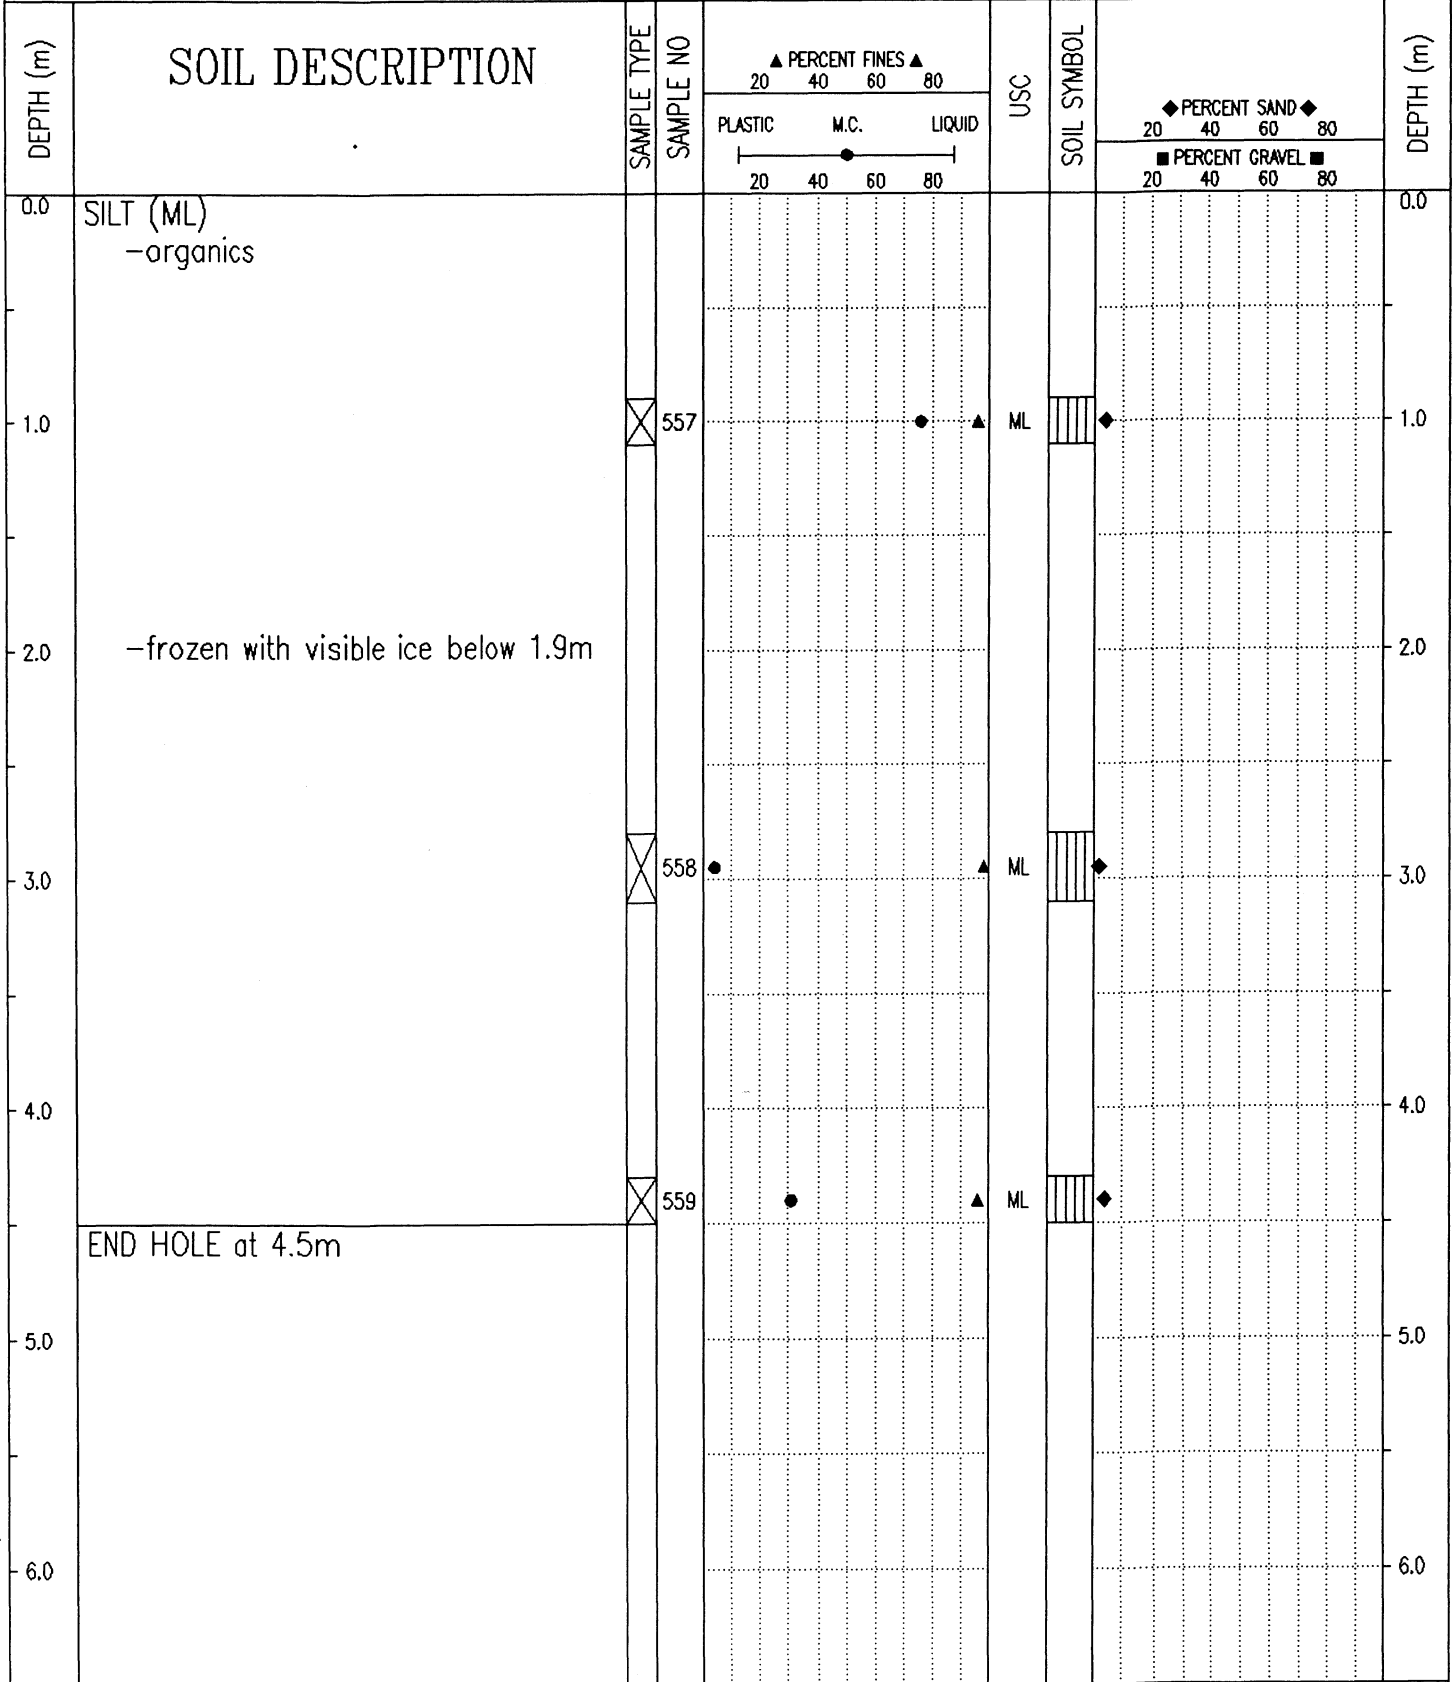 DEPTH (m)
SOIL DESCRIPTION
SAMPLE TYPE
SAMPLE NO
▲ PERCENT FINES ▲
20 40 60 80
PLASTIC M.C. LIQUID
20 40 60 80
USC
SOIL SYMBOL
◆ PERCENT SAND ◆
20 40 60 80
■ PERCENT GRAVEL ■
20 40 60 80
DEPTH (m)
0.0 SILT (ML) 0.0
-organics
1.0 557 ML 1.0
2.0 -frozen with visible ice below 1.9m 2.0
558 ML
3.0 3.0
4.0 4.0
559 ML
END HOLE at 4.5m
5.0 5.0
6.0 6.0